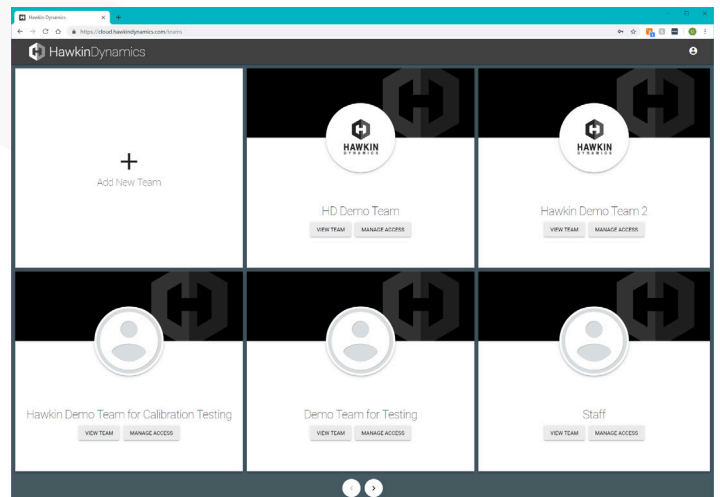 Hawkin Dynamics
https://cloud.hawkindynamics.com/teams
HawkinDynamics
Add New Team
HAWKIN
DYNAMICS
HD Demo Team
VIEW TEAM MANAGE ACCESS
HAWKIN
DYNAMICS
Hawkin Demo Team 2
VIEW TEAM MANAGE ACCESS
Hawkin Demo Team for Calibration Testing
VIEW TEAM MANAGE ACCESS
Demo Team for Testing
VIEW TEAM MANAGE ACCESS
Staff
VIEW TEAM MANAGE ACCESS